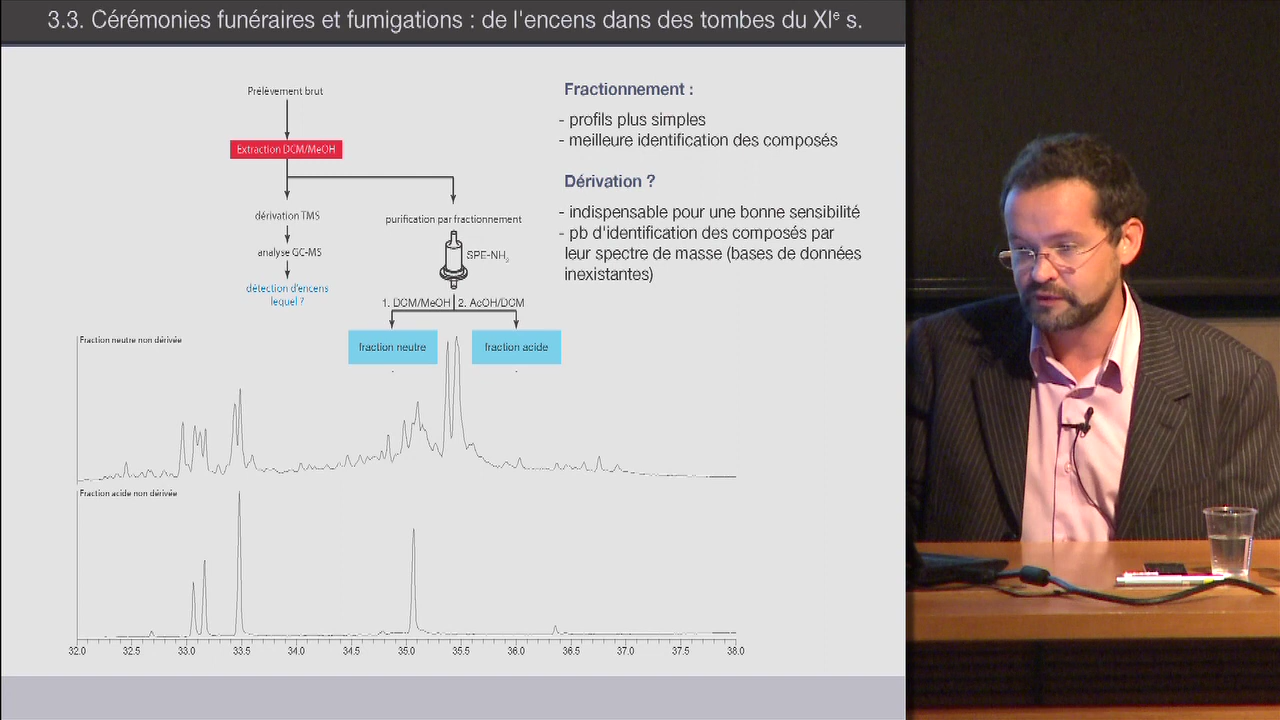 3.3. Cérémonies funéraires et fumigations : de l'encens dans des tombes du XIe s.
Prélèvement brut
Extraction DCM/MeOH
dérivation TMS
analyse GC-MS
détection d'encens
lequel ?
purification par fractionnement
SPE-NH2
1. DCM/MeOH 2. AcOH/DCM
fraction neutre
fraction acide
Fractionnement :
- profils plus simples
- meilleure identification des composés
Dérivation ?
- indispensable pour une bonne sensibilité
- pb d'identification des composés par
leur spectre de masse (bases de données
inexistantes)
Fraction neutre non dérivée
Fraction acide non dérivée
32.0 32.5 33.0 33.5 34.0 34.5 35.0 35.5 36.0 36.5 37.0 37.5 38.0